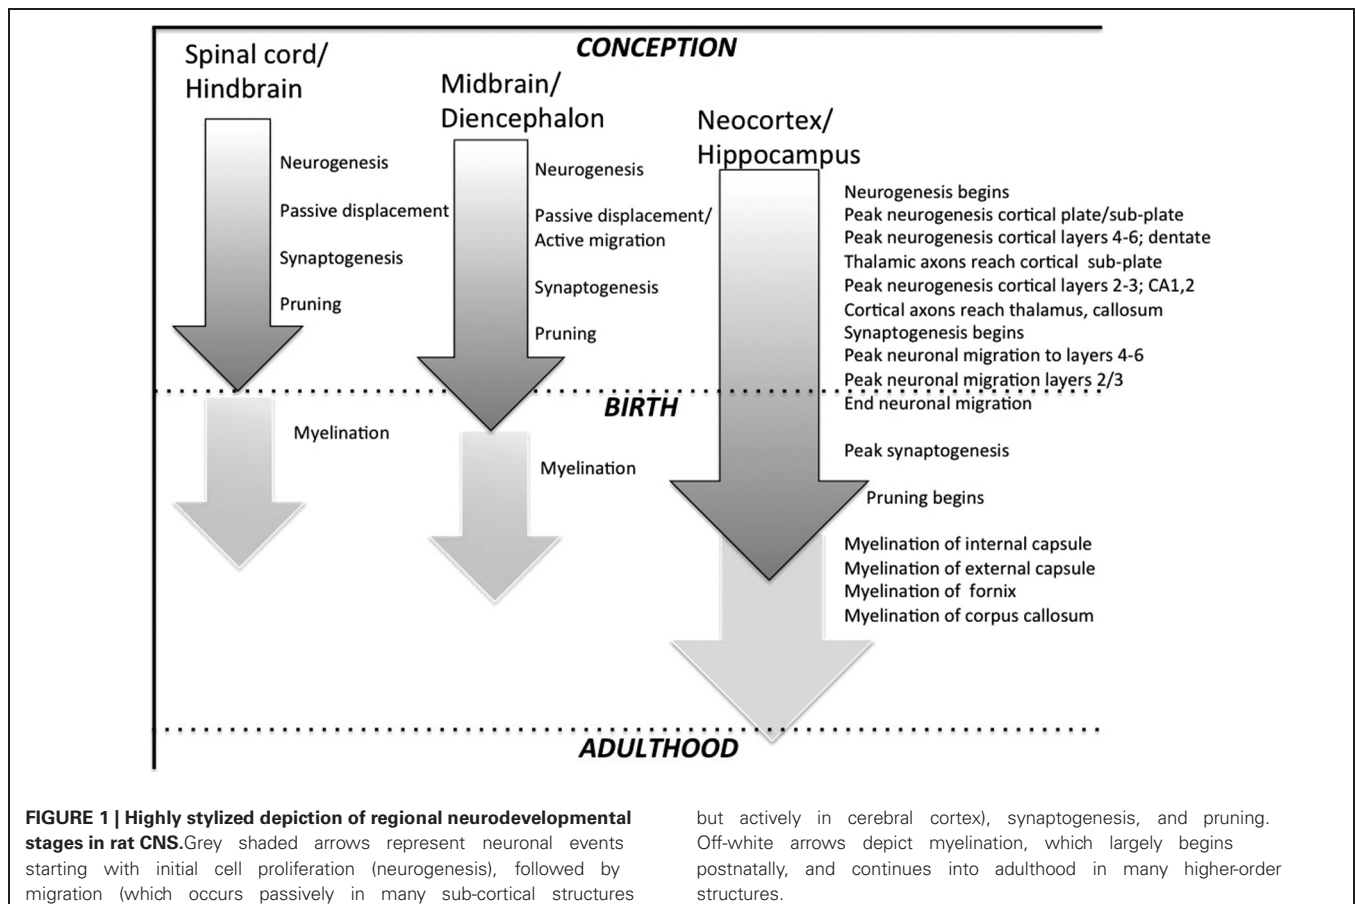 CONCEPTION
Spinal cord/
Hindbrain
Neurogenesis
Passive displacement
Synaptogenesis
Pruning
Myelination
Midbrain/
Diencephalon
Neurogenesis
Passive displacement/
Active migration
Synaptogenesis
Pruning
Myelination
Neocortex/
Hippocampus
Neurogenesis begins
Peak neurogenesis cortical plate/sub-plate
Peak neurogenesis cortical layers 4-6; dentate
Thalamic axons reach cortical sub-plate
Peak neurogenesis cortical layers 2-3; CA1,2
Cortical axons reach thalamus, callosum
Synaptogenesis begins
Peak neuronal migration to layers 4-6
Peak neuronal migration layers 2/3
BIRTH
End neuronal migration
Peak synaptogenesis
Pruning begins
Myelination of internal capsule
Myelination of external capsule
Myelination of fornix
Myelination of corpus callosum
ADULTHOOD
FIGURE 1 | Highly stylized depiction of regional neurodevelopmental
stages in rat CNS.Grey shaded arrows represent neuronal events
starting with initial cell proliferation (neurogenesis), followed by
migration (which occurs passively in many sub-cortical structures
but actively in cerebral cortex), synaptogenesis, and pruning.
Off-white arrows depict myelination, which largely begins
postnatally, and continues into adulthood in many higher-order
structures.